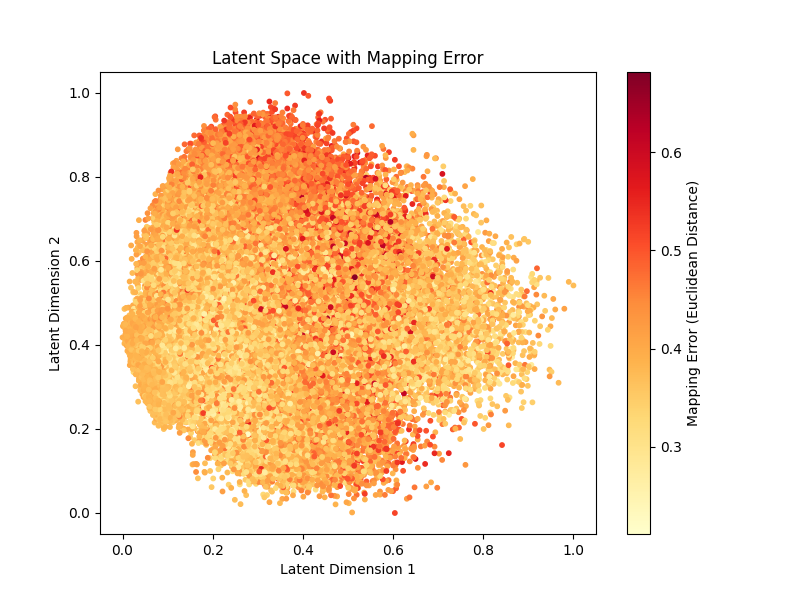 Latent Space with Mapping Error
1.0
0.8
0.6
0.4
0.2
0.0
Latent Dimension 2
0.0 0.2 0.4 0.6 0.8 1.0
Latent Dimension 1
0.6
0.5
0.4
0.3
Mapping Error (Euclidean Distance)